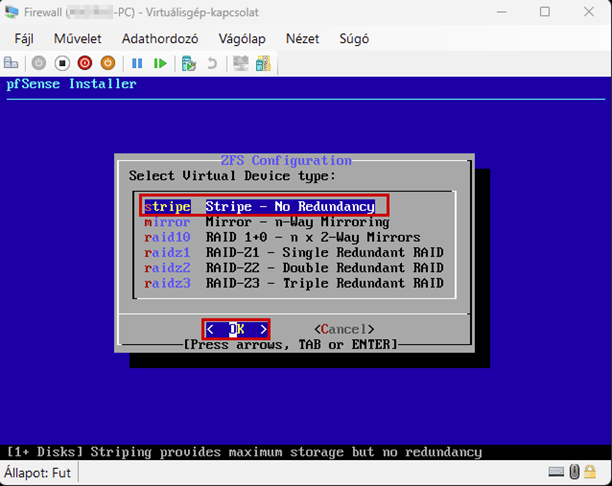 Firewall ( -PC) - Virtuálisgép-kapcsolat
Fájl Művelet Adathordozó Vágólap Nézet Súgó
pfSense Installer
ZFS Configuration
Select Virtual Device type:
stripe Stripe - No Redundancy
mirror Mirror - n-Way Mirroring
raid10 RAID 1+0 - n x 2-Way Mirrors
raidz1 RAID-Z1 - Single Redundant RAID
raidz2 RAID-Z2 - Double Redundant RAID
raidz3 RAID-Z3 - Triple Redundant RAID
< OK > <Cancel>
[Press arrows, TAB or ENTER]
[1+ Disks] Striping provides maximum storage but no redundancy
Állapot: Fut